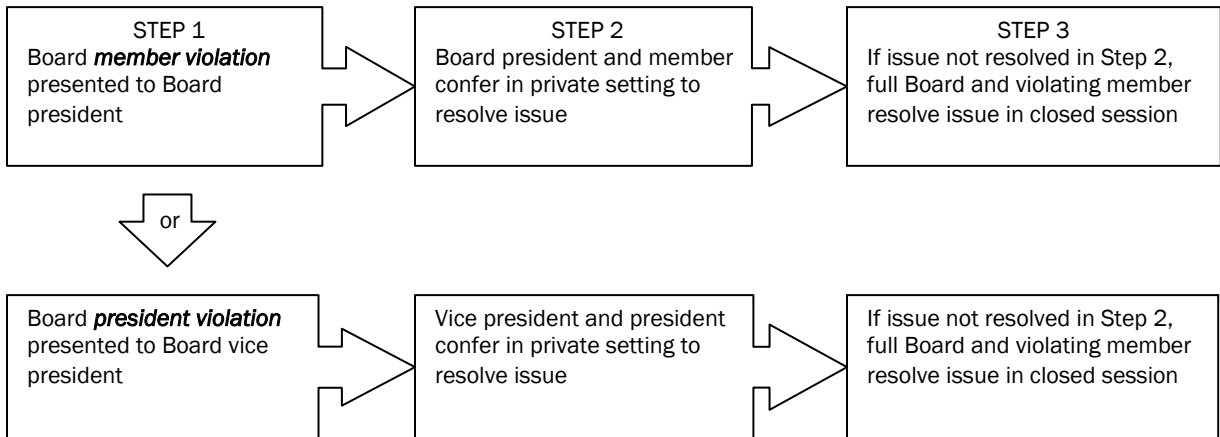 STEP 1
Board member violation
presented to Board
president
STEP 2
Board president and member
confer in private setting to
resolve issue
STEP 3
If issue not resolved in Step 2,
full Board and violating member
resolve issue in closed session
or
Board president violation
presented to Board vice
president
Vice president and president
confer in private setting to
resolve issue
If issue not resolved in Step 2,
full Board and violating member
resolve issue in closed session